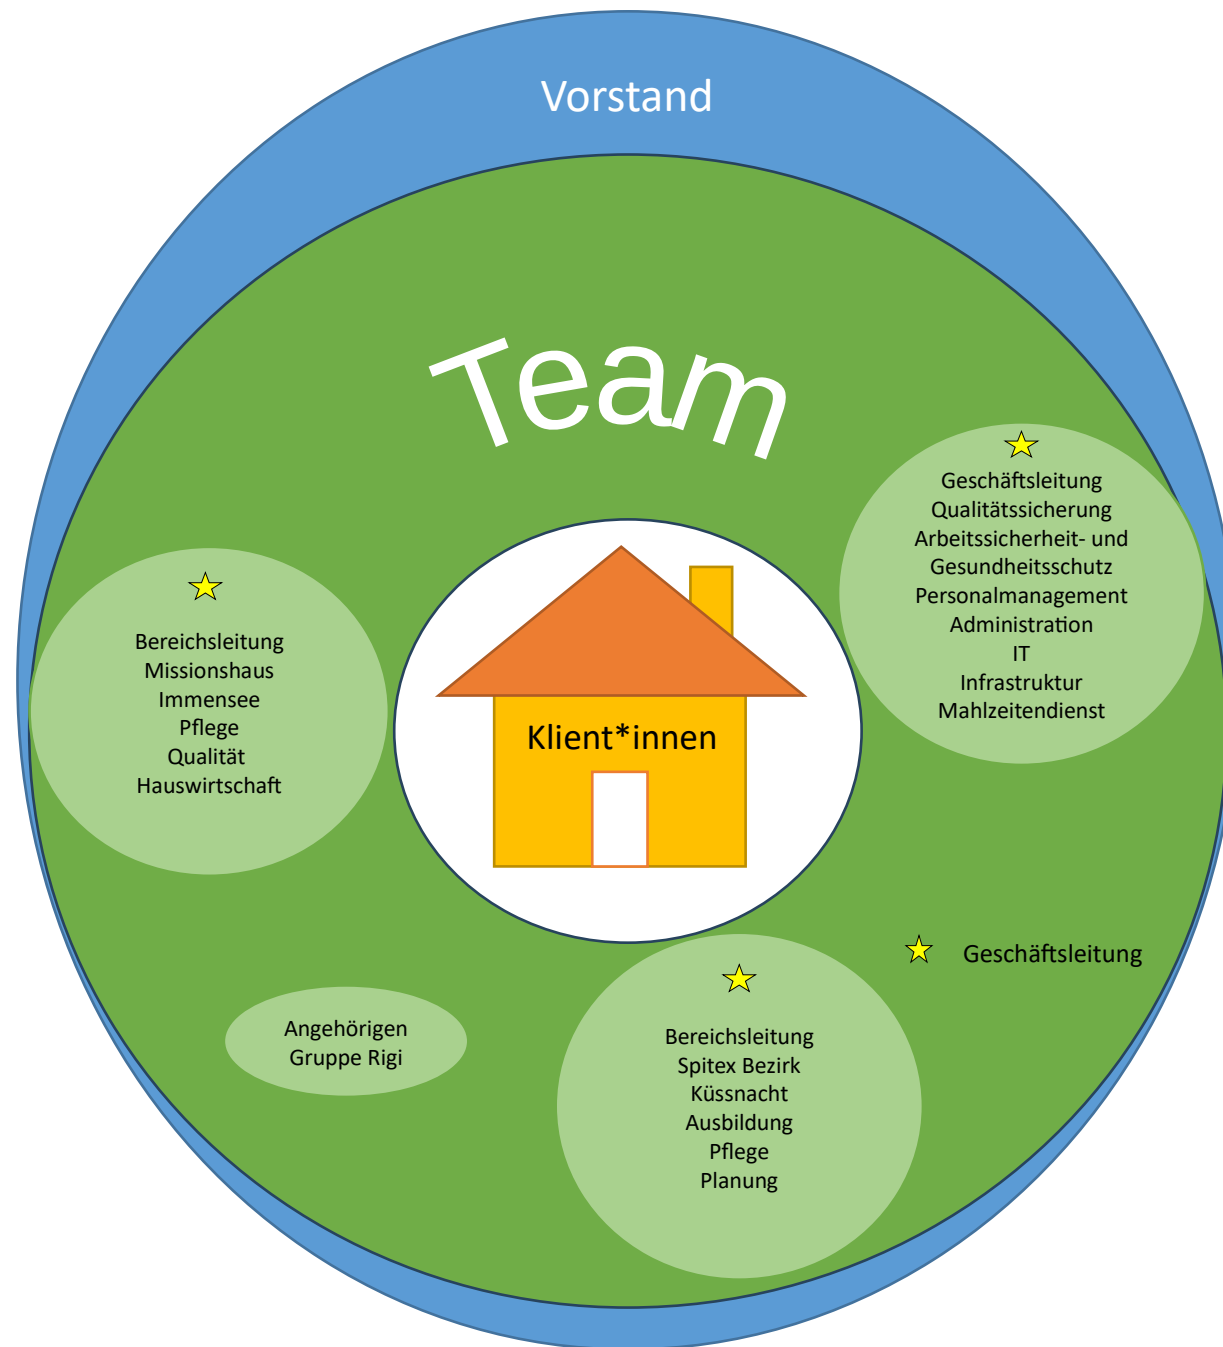 Vorstand
Team
Geschäftsleitung
Qualitätssicherung
Arbeitssicherheit- und
Gesundheitsschutz
Personalmanagement
Administration
IT
Infrastruktur
Mahlzeitendienst
Bereichsleitung
Missionshaus
Immensee
Pflege
Qualität
Hauswirtschaft
Klient*innen
Geschäftsleitung
Angehörigen
Gruppe Rigi
Bereichsleitung
Spitex Bezirk
Küssnacht
Ausbildung
Pflege
Planung